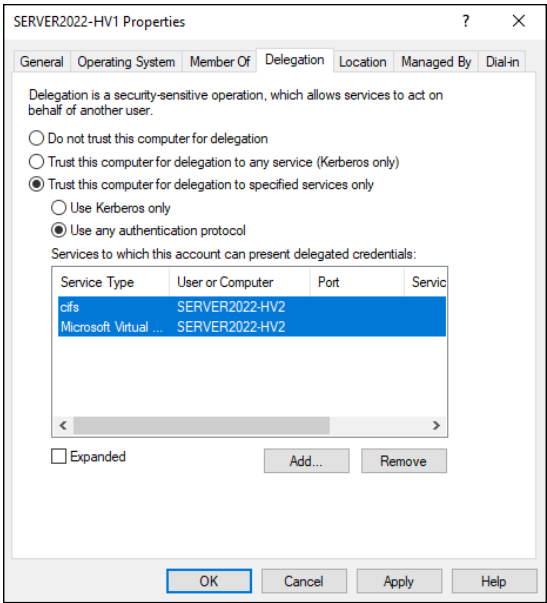 SERVER2022-HV1 Properties ? ×
General Operating System Member Of Delegation Location Managed By Dial-in
Delegation is a security-sensitive operation, which allows services to act on
behalf of another user.
Do not trust this computer for delegation
Trust this computer for delegation to any service (Kerberos only)
Trust this computer for delegation to specified services only
Use Kerberos only
Use any authentication protocol
Services to which this account can present delegated credentials:
Service Type User or Computer Port Servic
cifs SERVER2022-HV2
Microsoft Virtual ... SERVER2022-HV2
Expanded Add... Remove
OK Cancel Apply Help